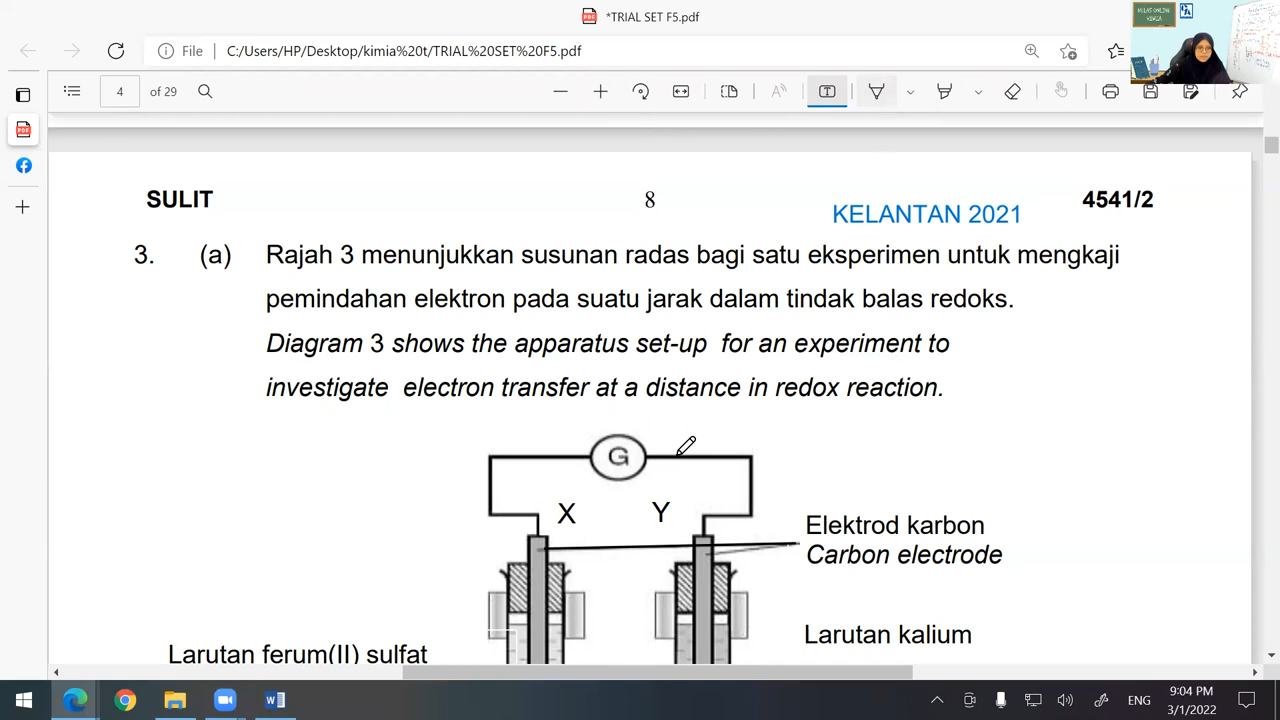 *TRIAL SET F5.pdf
File
C:/Users/HP/Desktop/kimia%20t/TRIAL%20SET%20F5.pdf
4 of 29
KELAS ONLINE
KIMIA
SULIT
8
4541/2
KELANTAN 2021
3. (a) Rajah 3 menunjukkan susunan radas bagi satu eksperimen untuk mengkaji
pemindahan elektron pada suatu jarak dalam tindak balas redoks.
Diagram 3 shows the apparatus set-up for an experiment to
investigate electron transfer at a distance in redox reaction.
G
X Y
Elektrod karbon
Carbon electrode
Larutan kalium
Larutan ferum(II) sulfat
ENG
9:04 PM
3/1/2022